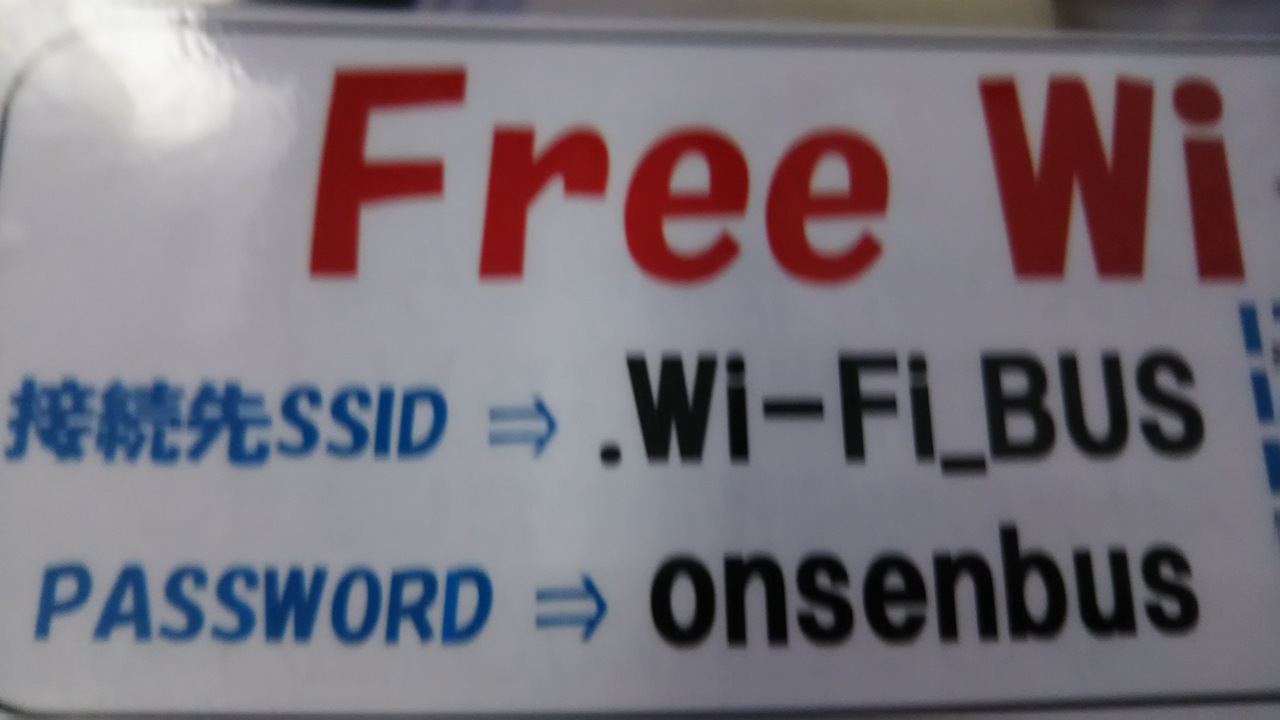 Free Wi
接続先SSID ⇒ .Wi-Fi_BUS
PASSWORD ⇒ onsenbus